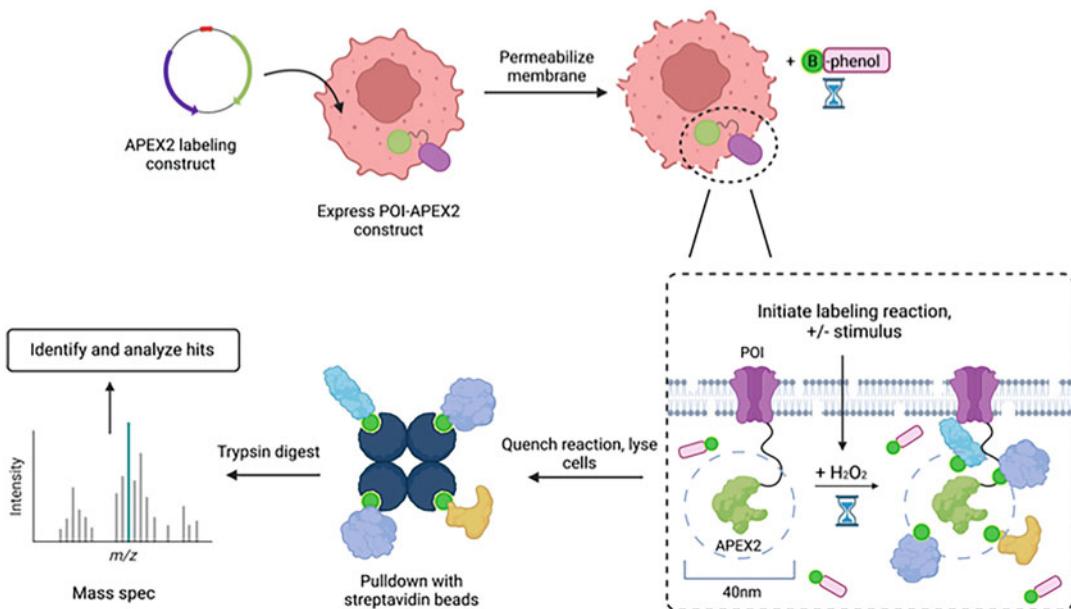 APEX2 labeling
construct
Express POI-APEX2
construct
Permeabilize
membrane
+ B -phenol
Initiate labeling reaction,
+/- stimulus
POI
+ H₂O₂
APEX2
40nm
Quench reaction, lyse
cells
Pulldown with
streptavidin beads
Trypsin digest
Identify and analyze hits
Intensity
m/z
Mass spec